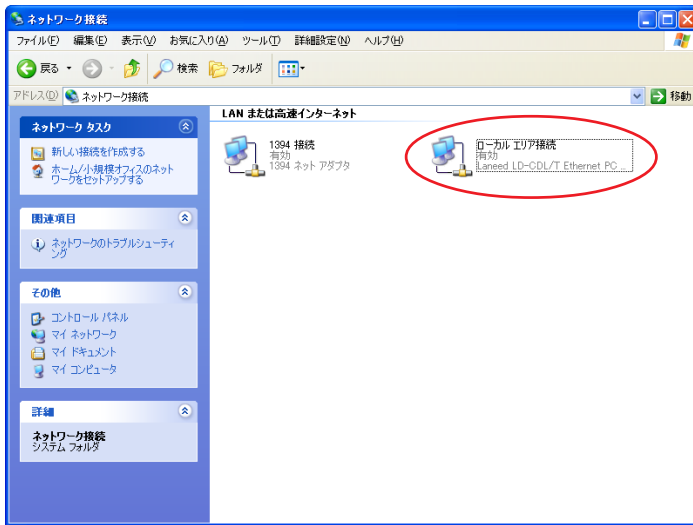 ネットワーク接続
ファイル(F) 編集(E) 表示(V) お気に入り(A) ツール(T) 詳細設定(N) ヘルプ(H)
戻る 検索 フォルダ
アドレス(D) ネットワーク接続 移動
LAN または高速インターネット
ネットワーク タスク
新しい接続を作成する
ホーム/小規模オフィスのネット
ワークをセットアップする
関連項目
ネットワークのトラブルシューティ
ング
その他
コントロール パネル
マイ ネットワーク
マイ ドキュメント
マイ コンピュータ
詳細
ネットワーク接続
システム フォルダ
1394 接続
有効
1394 ネット アダプタ
ローカル エリア接続
有効
Laneed LD-CDL/T Ethernet PC ...